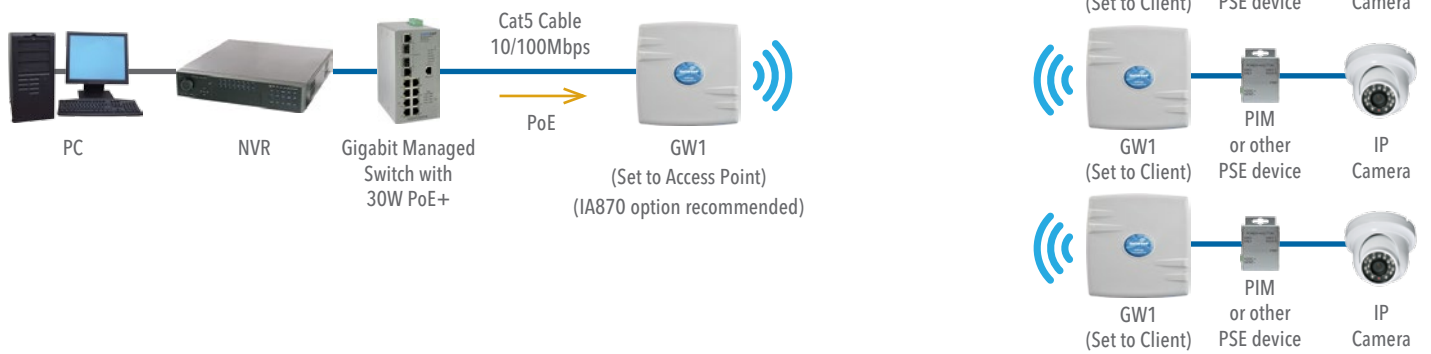 (Set to Client)
PSE device
Camera
Cat5 Cable
10/100Mbps
PoE
PC
NVR
Gigabit Managed
Switch with
30W PoE+
GW1
(Set to Access Point)
(IA870 option recommended)
GW1
(Set to Client)
PIM
or other
PSE device
IP
Camera
GW1
(Set to Client)
PIM
or other
PSE device
IP
Camera